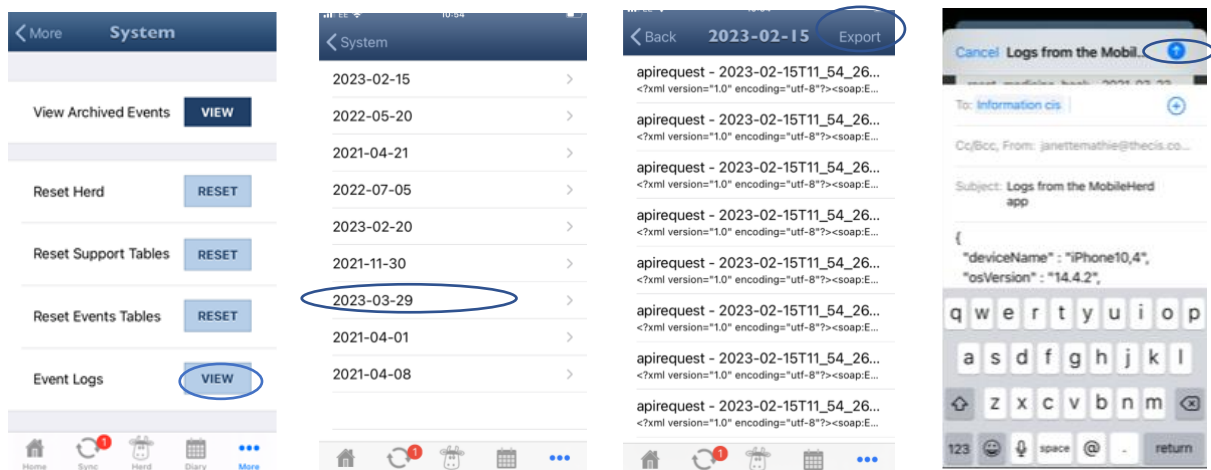 More System
View Archived Events VIEW
Reset Herd RESET
Reset Support Tables RESET
Reset Events Tables RESET
Event Logs VIEW
Home Sync 1 Herd Diary More
EE 10:54
System
2023-02-15
2022-05-20
2021-04-21
2022-07-05
2023-02-20
2021-11-30
2023-03-29
2021-04-01
2021-04-08
1
Back 2023-02-15 Export
apirequest - 2023-02-15T11_54_26...
<?xml version="1.0" encoding="utf-8"?><soap:E...
apirequest - 2023-02-15T11_54_26...
<?xml version="1.0" encoding="utf-8"?><soap:E...
apirequest - 2023-02-15T11_54_26...
<?xml version="1.0" encoding="utf-8"?><soap:E...
apirequest - 2023-02-15T11_54_26...
<?xml version="1.0" encoding="utf-8"?><soap:E...
apirequest - 2023-02-15T11_54_26...
<?xml version="1.0" encoding="utf-8"?><soap:E...
apirequest - 2023-02-15T11_54_26...
<?xml version="1.0" encoding="utf-8"?><soap:E...
apirequest - 2023-02-15T11_54_26...
<?xml version="1.0" encoding="utf-8"?><soap:E...
apirequest - 2023-02-15T11_54_26...
<?xml version="1.0" encoding="utf-8"?><soap:E...
1
Cancel Logs from the Mobil...
To: Information cis
Cc/Bcc, From: janettemathie@thecis.co...
Subject: Logs from the MobileHerd
app
{
"deviceName" : "iPhone10,4",
"osVersion" : "14.4.2",
q w e r t y u i o p
a s d f g h j k l
z x c v b n m
123 space @ . return